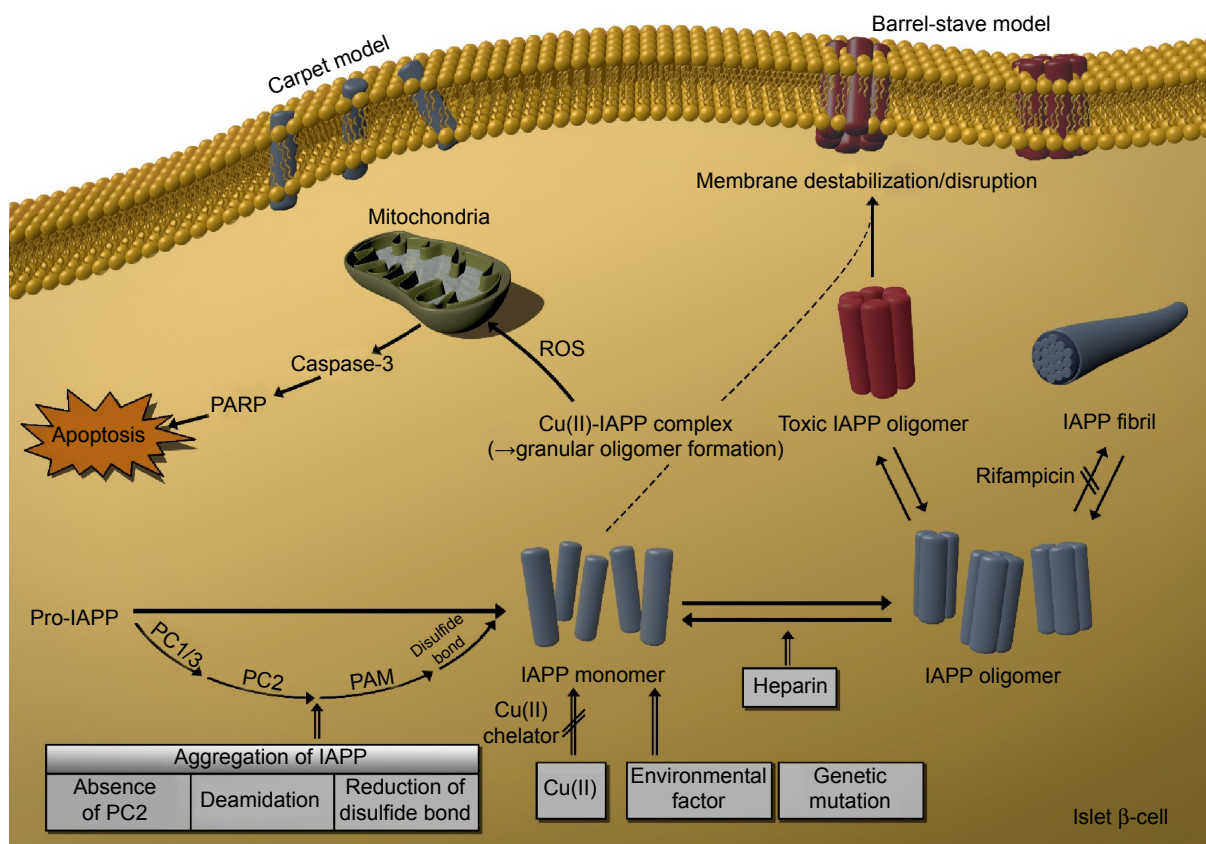 Barrel-stave model
Carpet model
Membrane destabilization/disruption
Mitochondria
ROS
Caspase-3
PARP
Apoptosis
Cu(II)-IAPP complex
(→granular oligomer formation)
Toxic IAPP oligomer
IAPP fibril
Rifampicin
Pro-IAPP
PC1/3
PC2
PAM
Disulfide
bond
IAPP monomer
IAPP oligomer
Heparin
Cu(II)
chelator
Aggregation of IAPP
Absence
of PC2
Deamidation
Reduction of
disulfide bond
Cu(II)
Environmental
factor
Genetic
mutation
Islet β-cell